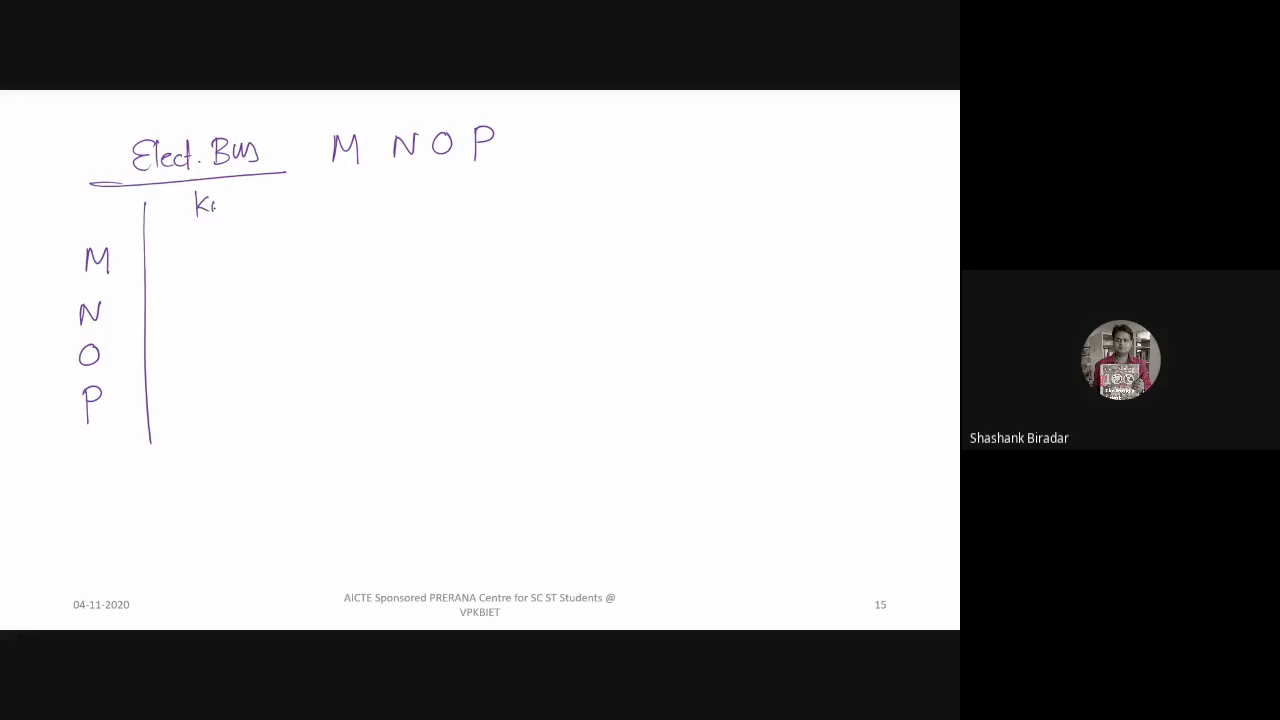 Elect. Bus M N O P
M
N
O
P
04-11-2020
AICTE Sponsored PRERANA Centre for SC ST Students @
VPKBIET
15
Shashank Biradar